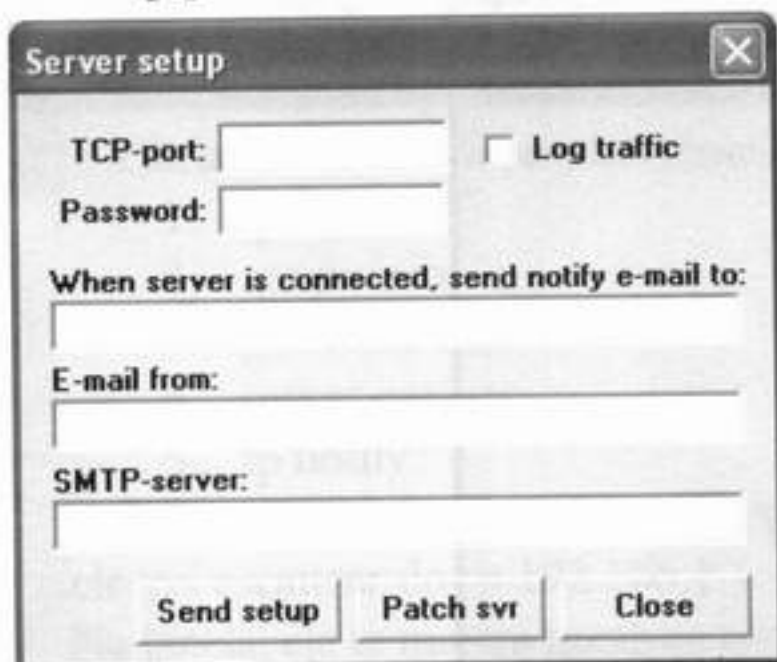 Server setup
TCP-port:
Log traffic
Password:
When server is connected, send notify e-mail to:
E-mail from:
SMTP-server:
Send setup
Patch svr
Close